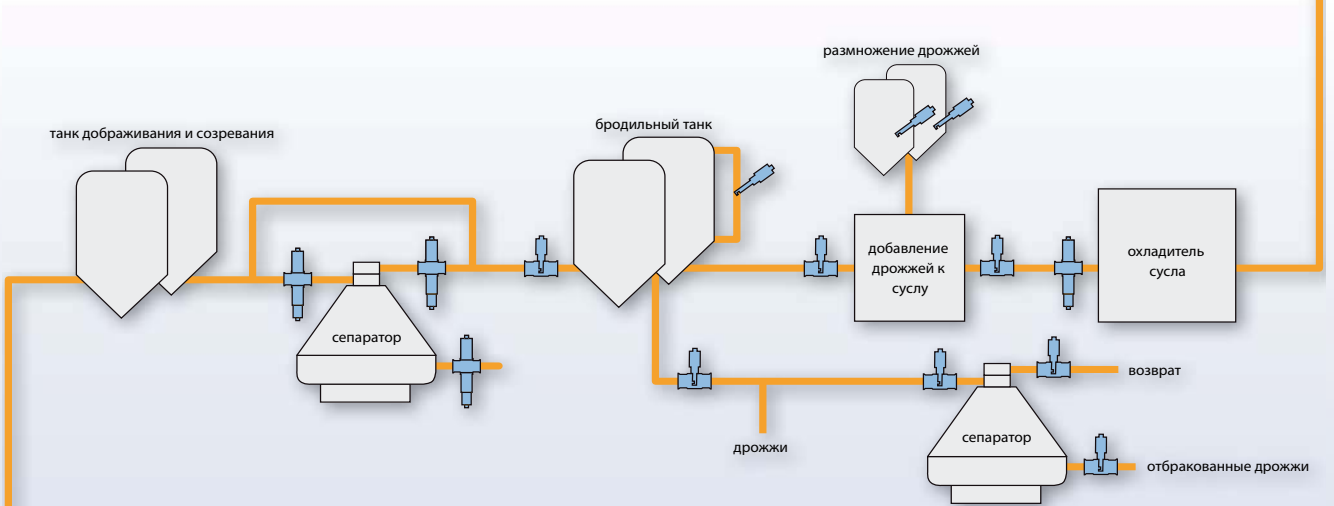 размножение дрожжей
танк дображивания и созревания
бродильный танк
добавление
дрожжей к
суслу
охладитель
сусла
сепаратор
возврат
дрожжи
сепаратор
отбракованные дрожжи